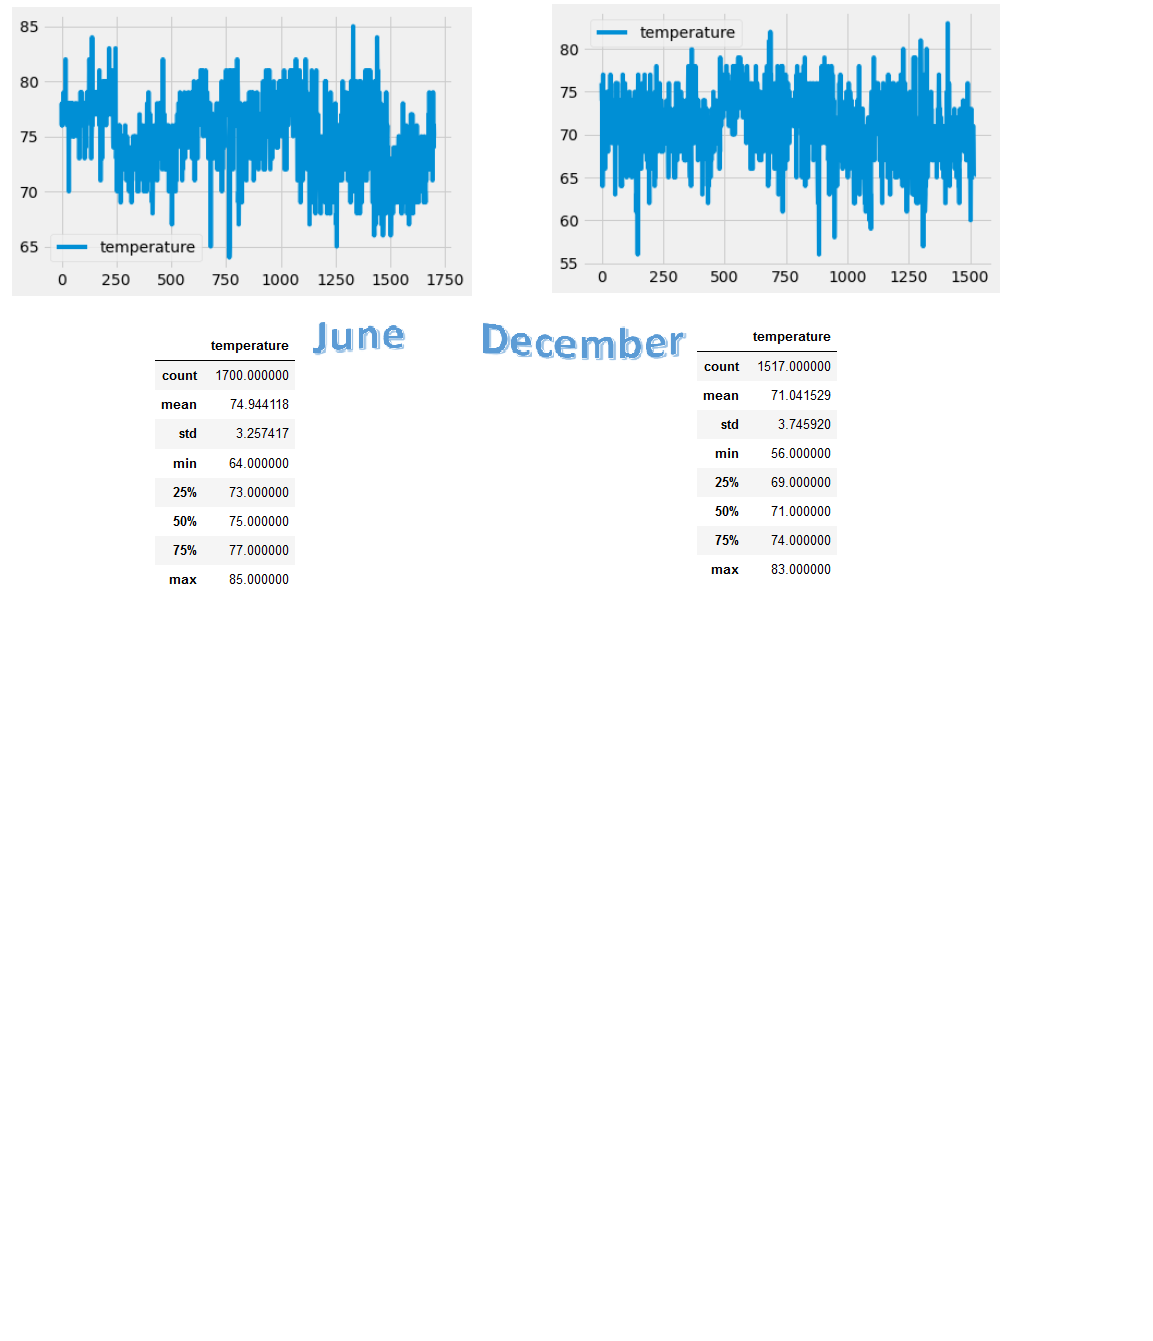 85
80
75
70
65
temperature
0 250 500 750 1000 1250 1500 1750
temperature
80
75
70
65
60
55
0 250 500 750 1000 1250 1500
June
December
temperature
count 1700.000000
mean 74.944118
std 3.257417
min 64.000000
25% 73.000000
50% 75.000000
75% 77.000000
max 85.000000
temperature
count 1517.000000
mean 71.041529
std 3.745920
min 56.000000
25% 69.000000
50% 71.000000
75% 74.000000
max 83.000000